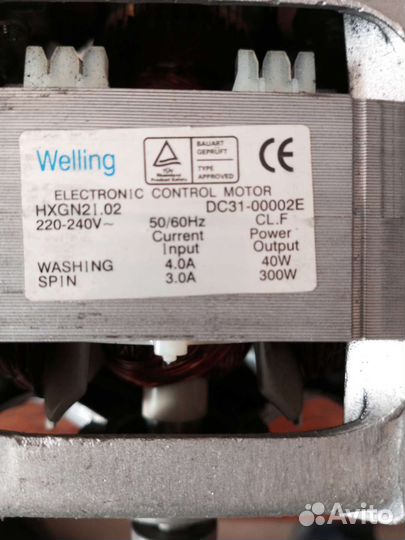 Welling
TÜV
BAUART
GEPRÜFT
TYPE
APPROVED
CE
ELECTRONIC CONTROL MOTOR
HXGN2I.02 DC31-00002E
220-240V~ 50/60Hz CL.F
Current Power
Input Output
WASHING 4.0A 40W
SPIN 3.0A 300W
Avito